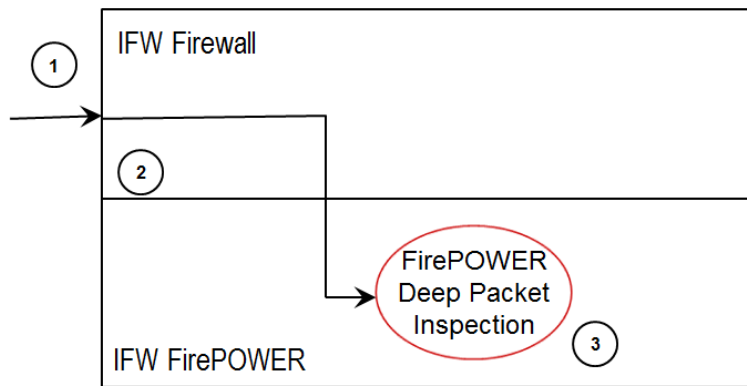 IFW Firewall
1
2
FirePOWER
Deep Packet
Inspection
3
IFW FirePOWER